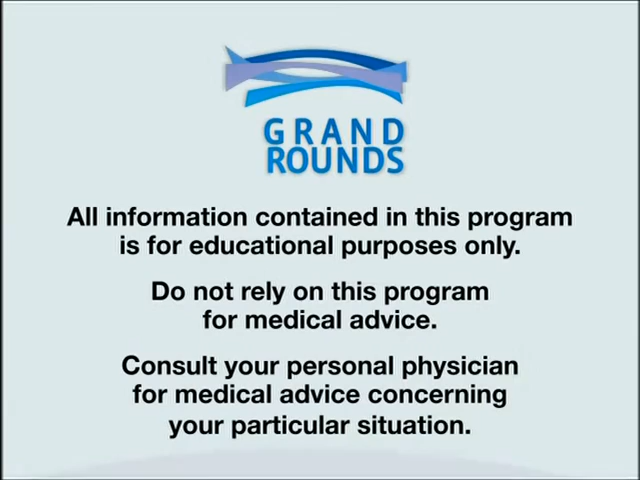 GRAND
ROUNDS
All information contained in this program
is for educational purposes only.
Do not rely on this program
for medical advice.
Consult your personal physician
for medical advice concerning
your particular situation.